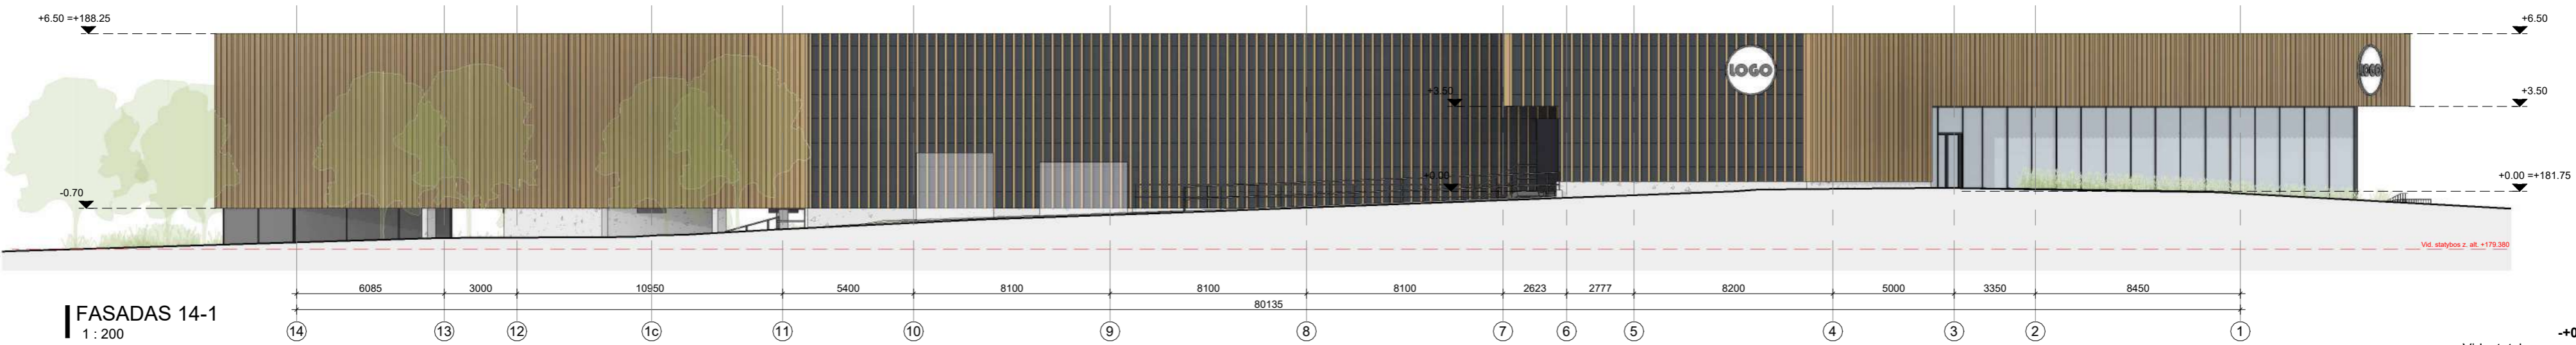 +6.50 =+188.25
+6.50
LOGO
LOGO
+3.50
+3.50
-0.70
+0.00
+0.00 =+181.75
Vid. statybos z. alt. +179.380
6085 3000 10950 5400 8100 8100 8100 2623 2777 8200 5000 3350 8450
80135
FASADAS 14-1
1 : 200
14 13 12 1c 11 10 9 8 7 6 5 4 3 2 1